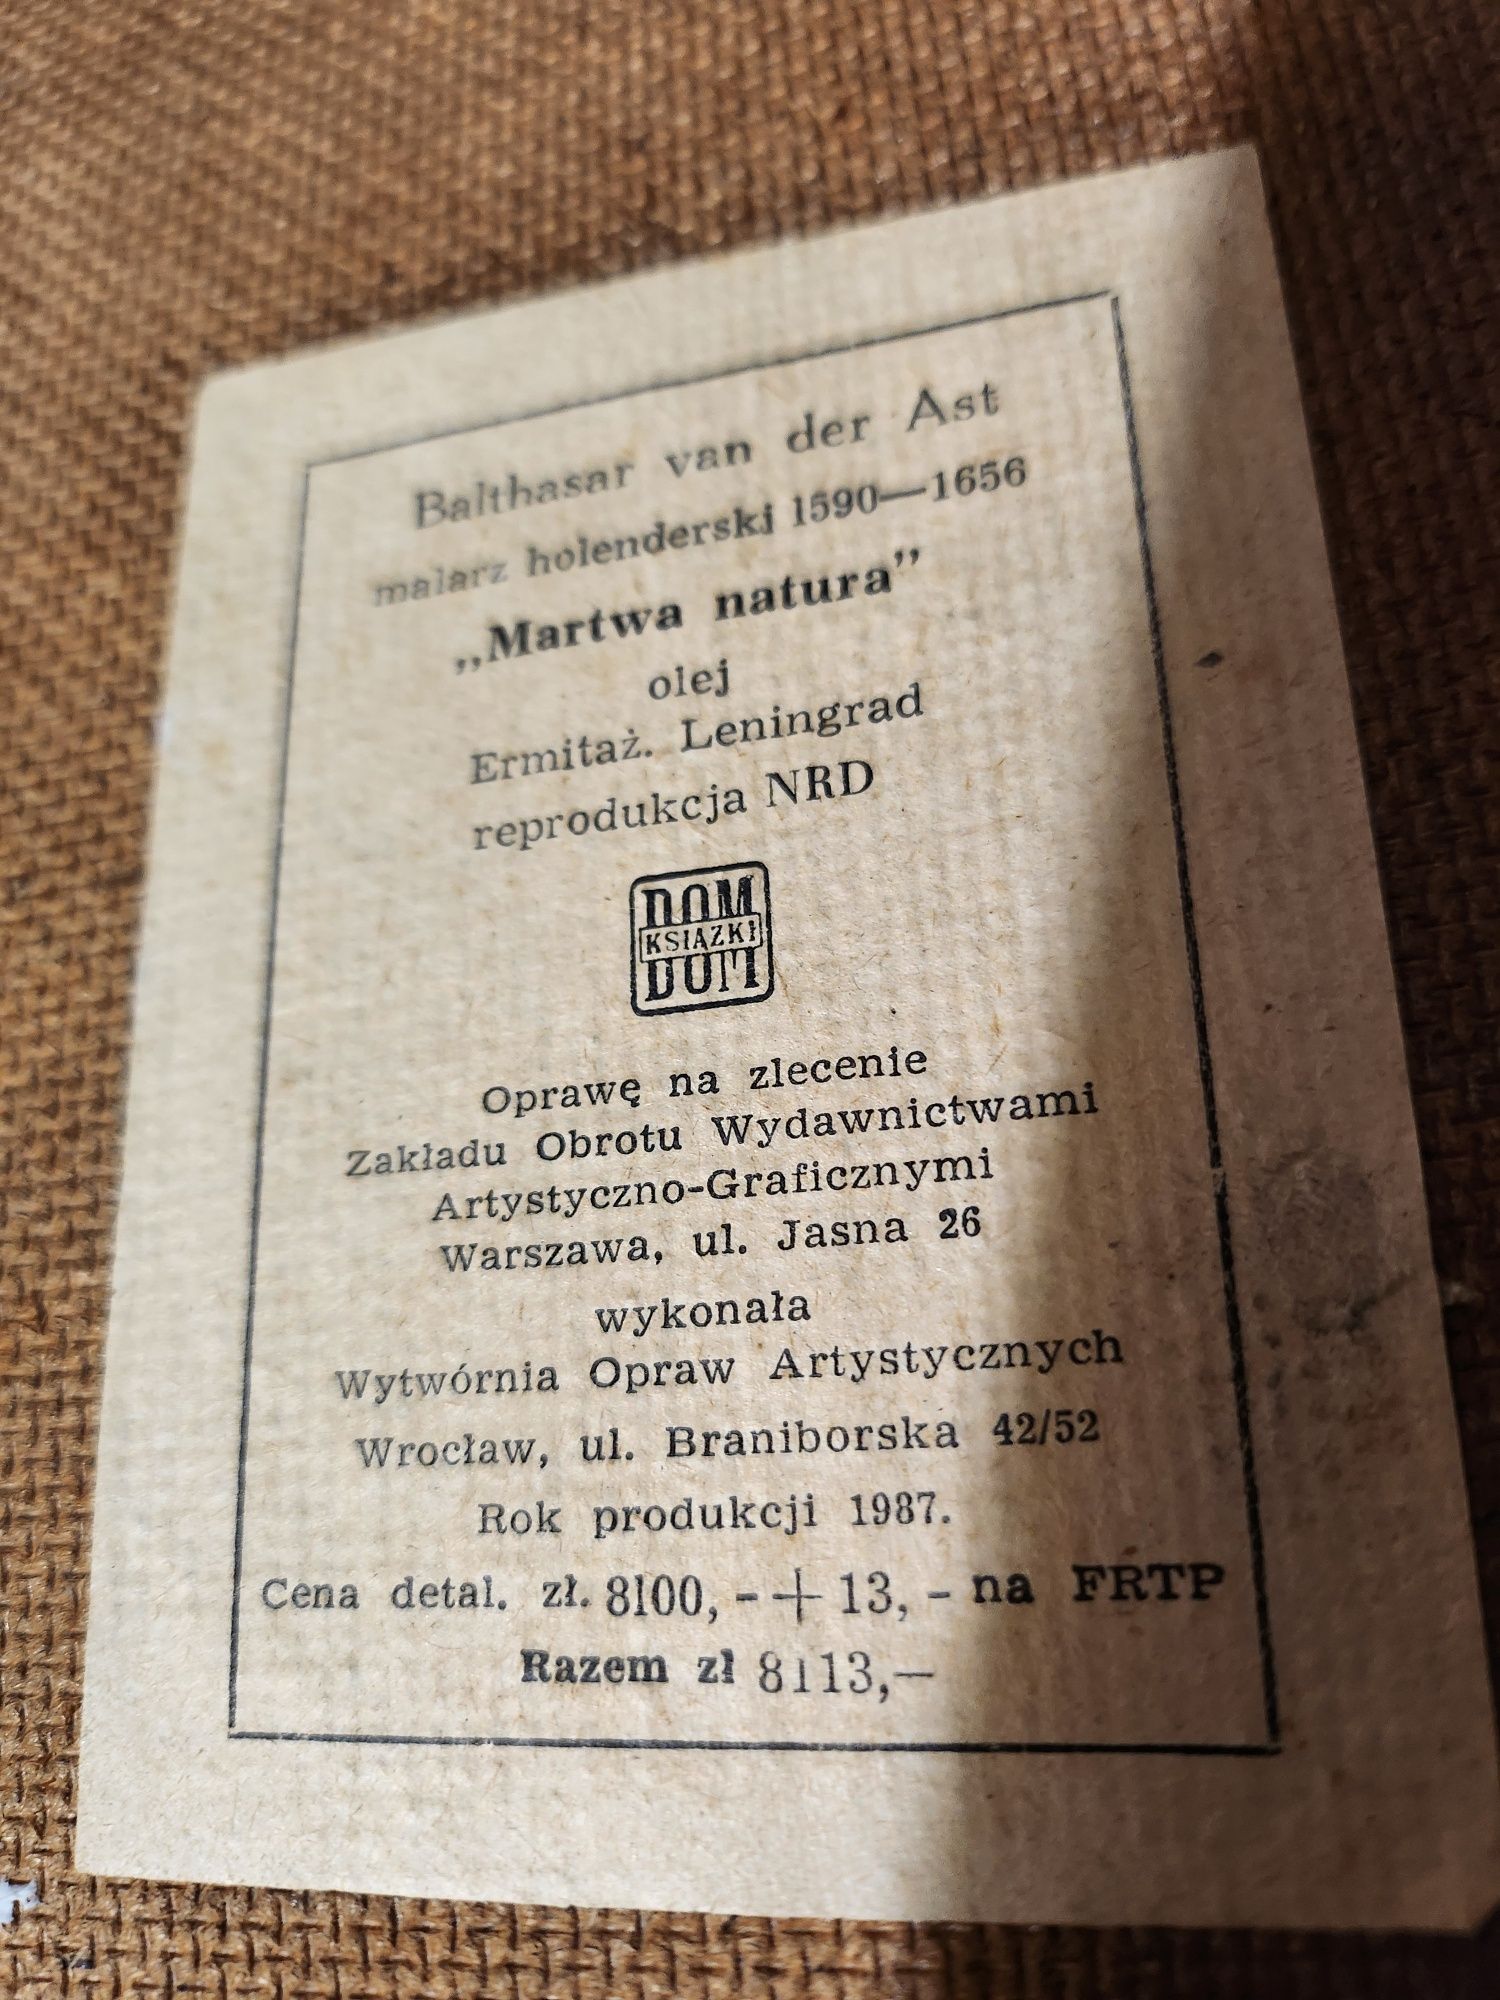 Balthasar van der Ast
malarz holenderski 1590—1656
„Martwa natura”
olej
Ermitaż. Leningrad
reprodukcja NRD
DOM
KSIĄŻKI
DOM
Oprawę na zlecenie
Zakładu Obrotu Wydawnictwami
Artystyczno-Graficznymi
Warszawa, ul. Jasna 26
wykonała
Wytwórnia Opraw Artystycznych
Wrocław, ul. Braniborska 42/52
Rok produkcji 1987.
Cena detal. zł. 8100, - + 13, - na FRTP
Razem zł 8113,—